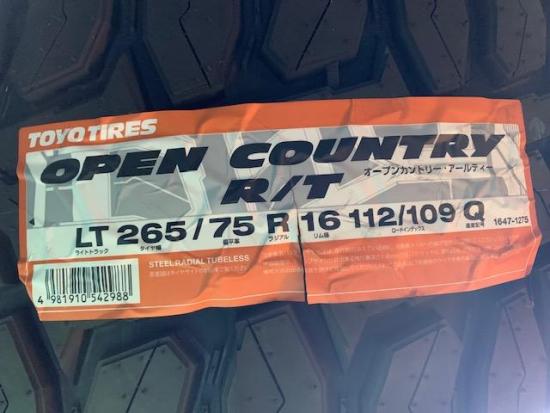 TOYO TIRES
OPEN COUNTRY
R/T
オープンカントリー・アールティー
LT 265/75 R 16 112/109 Q
ライトトラック タイヤ幅 偏平率 ラジアル リム径 ロードインデックス 速度記号 1647-1275
STEEL RADIAL TUBELESS
4 981910 542988